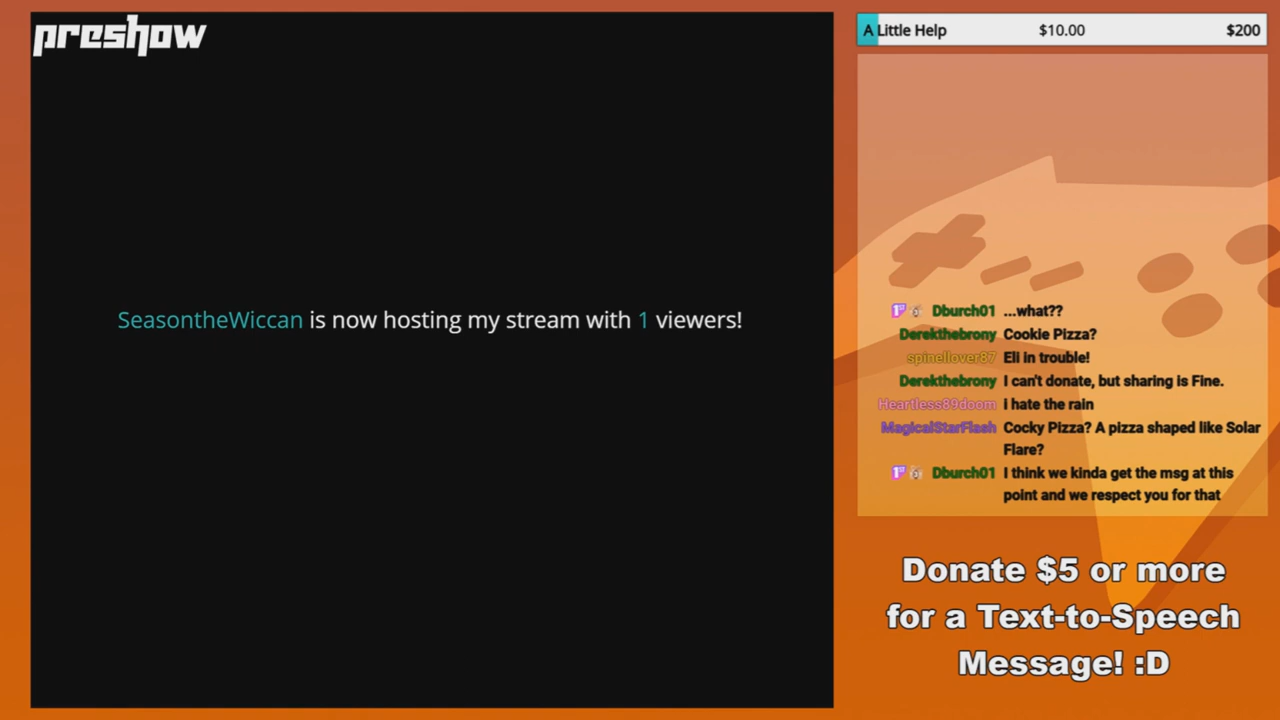 preshow
A Little Help $10.00 $200
SeasontheWiccan is now hosting my stream with 1 viewers!
Dburch01 ...what??
Derekthebrony Cookie Pizza?
spinellover87 Eli in trouble!
Derekthebrony I can't donate, but sharing is Fine.
Heartless89doom i hate the rain
MagicalStarFlash Cocky Pizza? A pizza shaped like Solar
Flare?
Dburch01 I think we kinda get the msg at this
point and we respect you for that
Donate $5 or more
for a Text-to-Speech
Message! :D